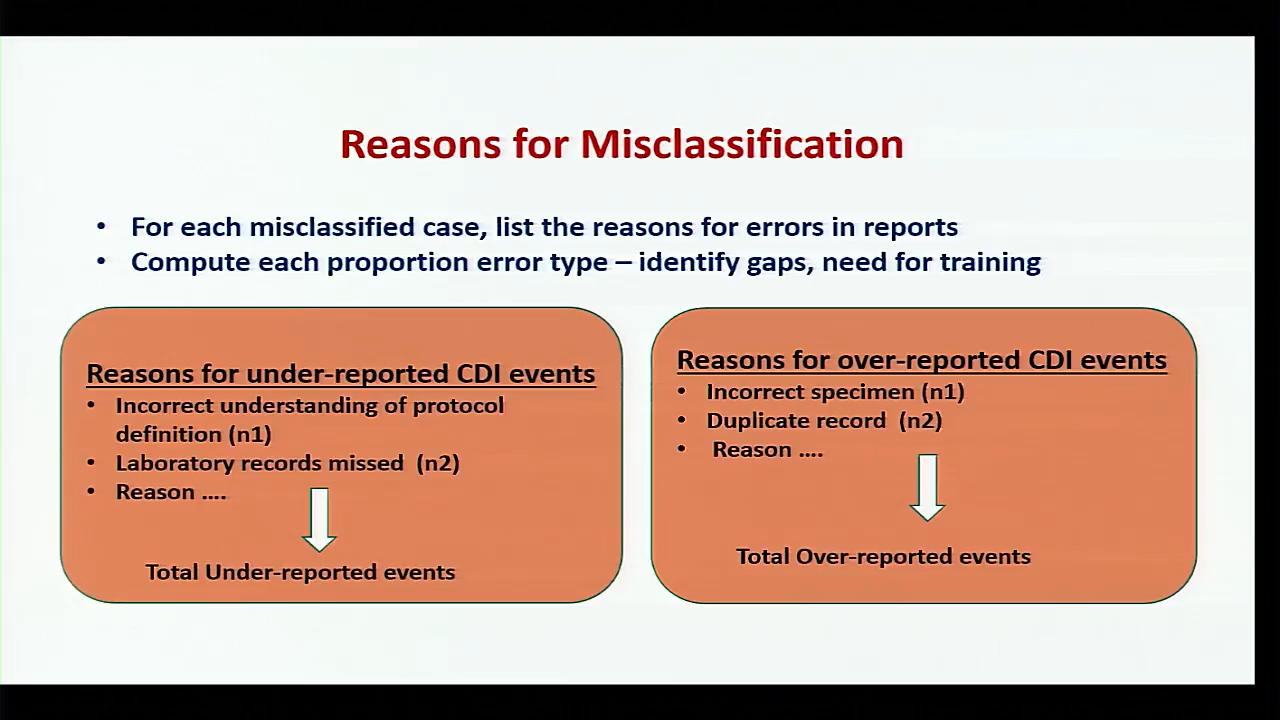 Reasons for Misclassification
• For each misclassified case, list the reasons for errors in reports
• Compute each proportion error type – identify gaps, need for training
Reasons for under-reported CDI events
• Incorrect understanding of protocol
definition (n1)
• Laboratory records missed (n2)
• Reason ....
Total Under-reported events
Reasons for over-reported CDI events
• Incorrect specimen (n1)
• Duplicate record (n2)
• Reason ....
Total Over-reported events